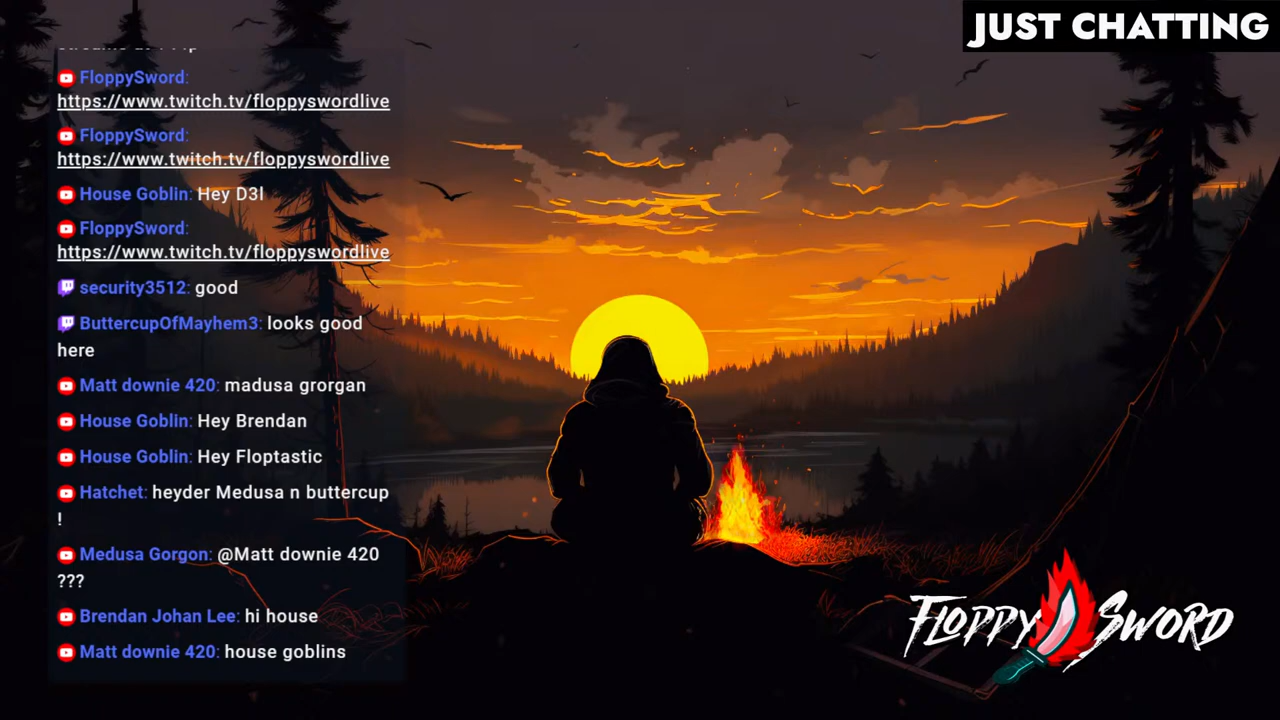 JUST CHATTING
FloppySword:
https://www.twitch.tv/floppyswordlive
FloppySword:
https://www.twitch.tv/floppyswordlive
House Goblin: Hey D3l
FloppySword:
https://www.twitch.tv/floppyswordlive
security3512: good
ButtercupOfMayhem3: looks good
here
Matt downie 420: madusa grorgan
House Goblin: Hey Brendan
House Goblin: Hey Floptastic
Hatchet: heyder Medusa n buttercup
!
Medusa Gorgon: @Matt downie 420
???
Brendan Johan Lee: hi house
Matt downie 420: house goblins
FLOPPY SWORD